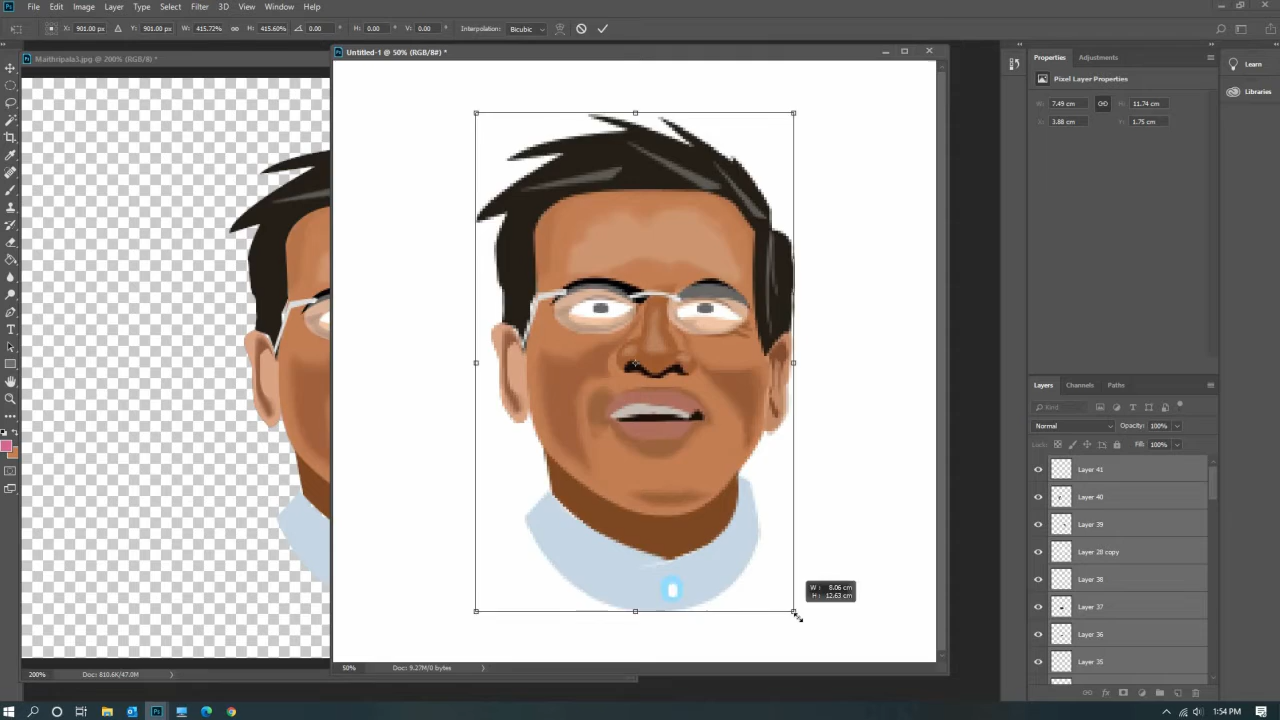 Ps File Edit Image Layer Type Select Filter 3D View Window Help
X: 901.00 px Y: 901.00 px W: 415.72% H: 415.60% 0.00 ° H: 0.00 ° V: 0.00 ° Interpolation: Bicubic
Maithripala3.jpg @ 200% (RGB/8) *
Untitled-1 @ 50% (RGB/8#) *
Properties Adjustments
Learn
Pixel Layer Properties
Libraries
W: 7.49 cm H: 11.74 cm
X: 3.88 cm Y: 1.75 cm
Layers Channels Paths
Kind
Normal Opacity: 100%
Lock: Fill: 100%
Layer 41
Layer 40
Layer 39
Layer 28 copy
Layer 38
W: 8.06 cm
H: 12.63 cm
Layer 37
Layer 36
Layer 35
50% Doc: 9.27M/0 bytes
200% Doc: 810.6K/47.0M
1:54 PM